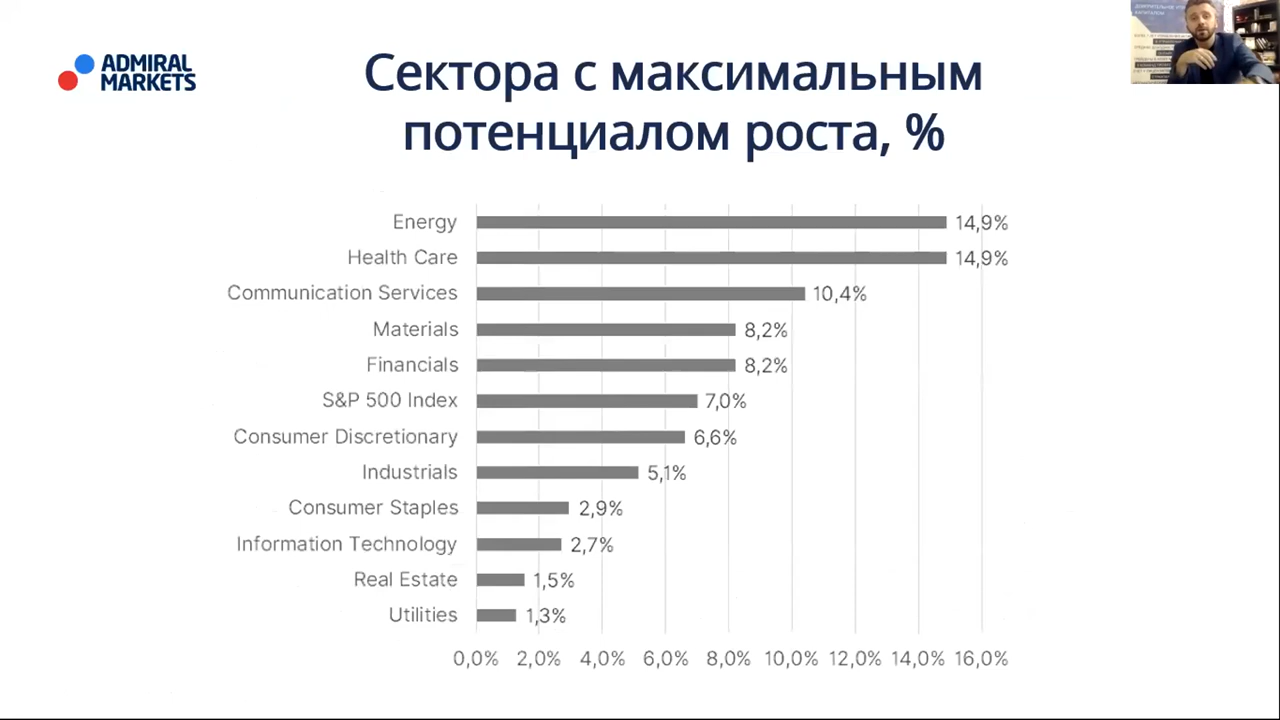 ADMIRAL
MARKETS
Сектора с максимальным
потенциалом роста, %
Energy 14,9%
Health Care 14,9%
Communication Services 10,4%
Materials 8,2%
Financials 8,2%
S&P 500 Index 7,0%
Consumer Discretionary 6,6%
Industrials 5,1%
Consumer Staples 2,9%
Information Technology 2,7%
Real Estate 1,5%
Utilities 1,3%
0,0% 2,0% 4,0% 6,0% 8,0% 10,0% 12,0% 14,0% 16,0%